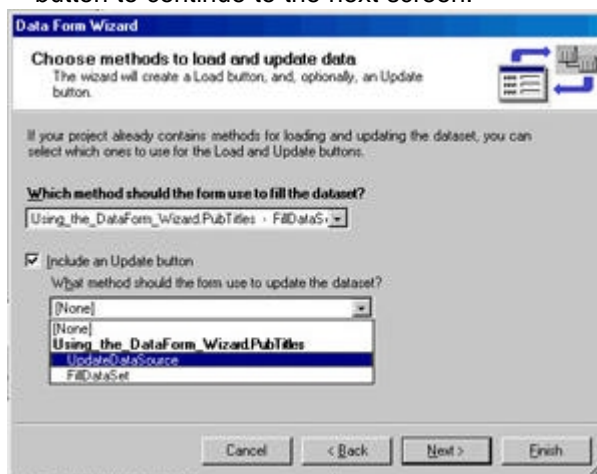 button to continue to the next screen.
Data Form Wizard
Choose methods to load and update data
The wizard will create a Load button, and, optionally, an Update
button.
If your project already contains methods for loading and updating the dataset, you can
select which ones to use for the Load and Update buttons.
Which method should the form use to fill the dataset?
Using_the_DataForm_Wizard.PubTitles - FillDataS
Include an Update button
What method should the form use to update the dataset?
[None]
[None]
Using_the_DataForm_Wizard.PubTitles
UpdateDataSource
FillDataSet
Cancel < Back Next > Finish